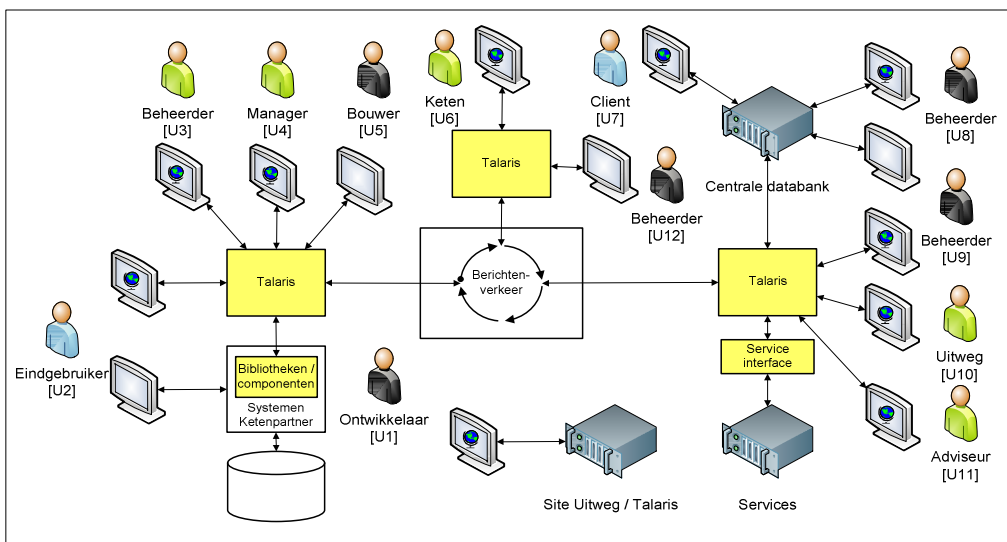 Beheerder
[U3]
Manager
[U4]
Bouwer
[U5]
Keten
[U6]
Client
[U7]
Beheerder
[U8]
Talaris
Centrale databank
Beheerder
[U12]
Beheerder
[U9]
Talaris
Berichten-
verkeer
Talaris
Eindgebruiker
[U2]
Bibliotheken /
componenten
Systemen
Ketenpartner
Ontwikkelaar
[U1]
Service
interface
Uitweg
[U10]
Adviseur
[U11]
Site Uitweg / Talaris
Services